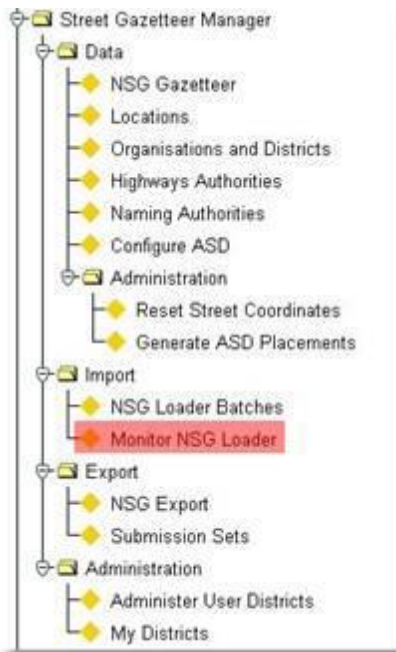 Street Gazetteer Manager
Data
NSG Gazetteer
Locations
Organisations and Districts
Highways Authorities
Naming Authorities
Configure ASD
Administration
Reset Street Coordinates
Generate ASD Placements
Import
NSG Loader Batches
Monitor NSG Loader
Export
NSG Export
Submission Sets
Administration
Administer User Districts
My Districts